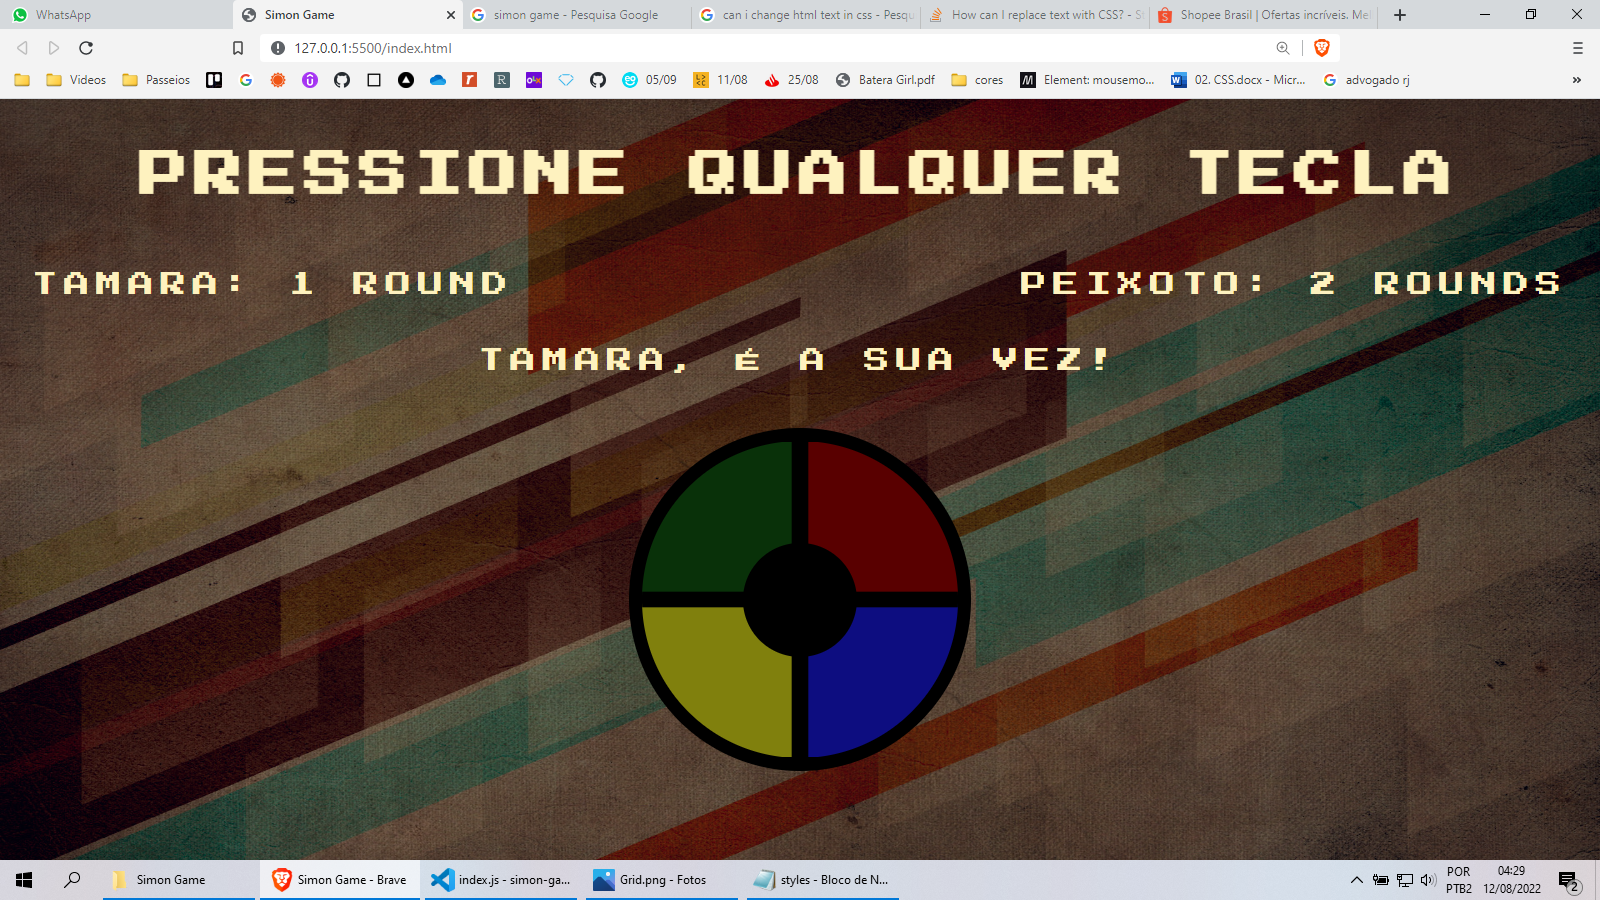 WhatsApp
Simon Game
simon game - Pesquisa Google
can i change html text in css - Pesqu
How can I replace text with CSS? - St
Shopee Brasil | Ofertas incríveis. Mel
127.0.0.1:5500/index.html
Videos
Passeios
05/09
11/08
25/08
Batera Girl.pdf
cores
Element: mousemo...
02. CSS.docx - Micr...
advogado rj
»
PRESSIONE QUALQUER TECLA
TAMARA: 1 ROUND
PEIXOTO: 2 ROUNDS
TAMARA, É A SUA VEZ!
Simon Game
Simon Game - Brave
index.js - simon-ga...
Grid.png - Fotos
styles - Bloco de N...
POR
PTB2
04:29
12/08/2022
2